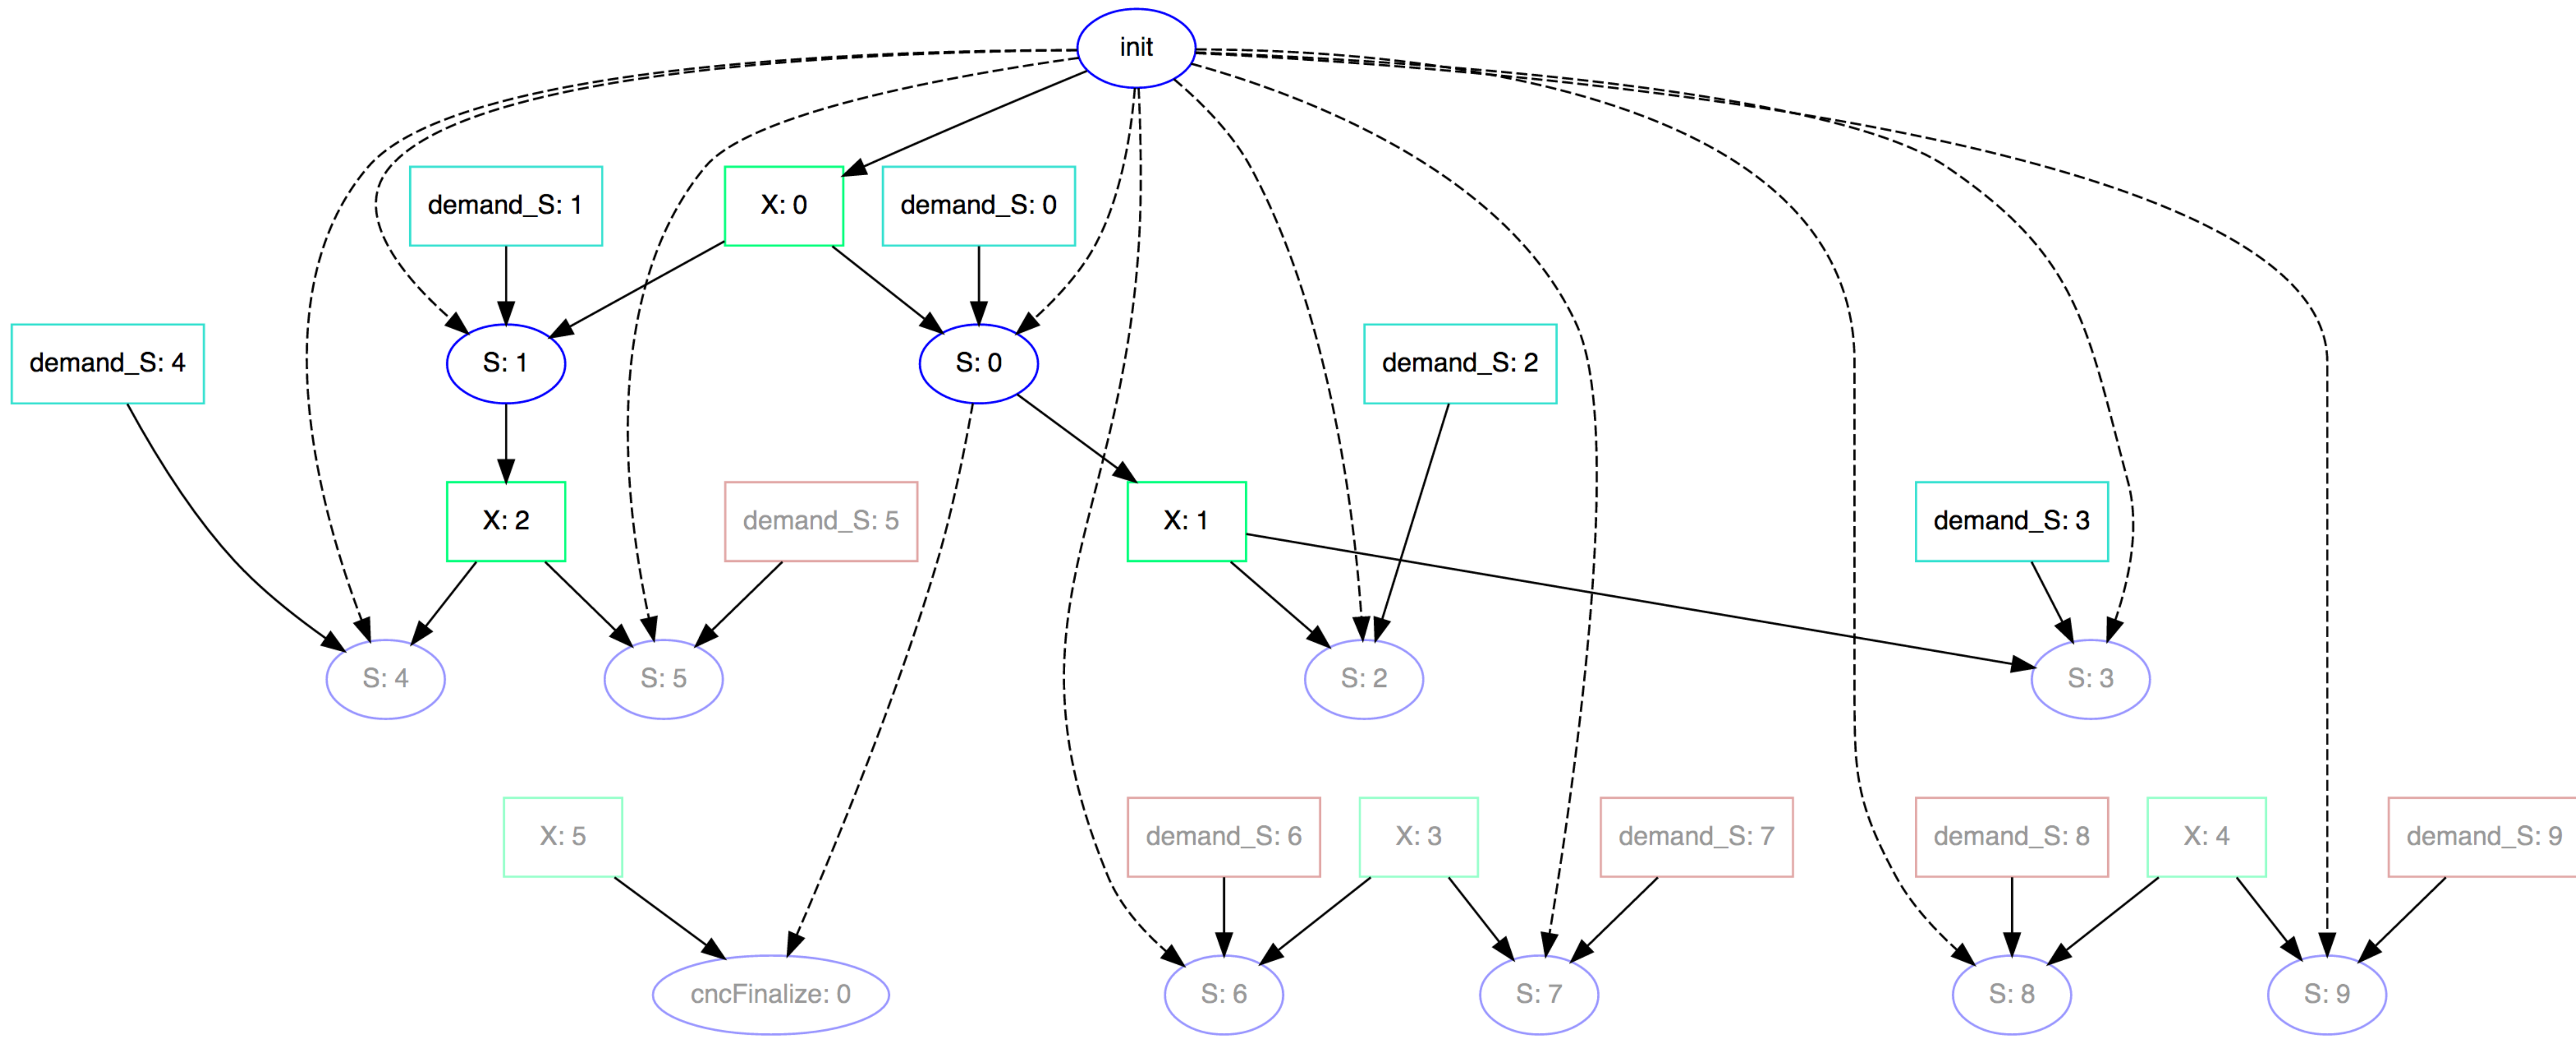 init
demand_S: 1
X: 0
demand_S: 0
demand_S: 4
S: 1
S: 0
demand_S: 2
X: 2
demand_S: 5
X: 1
demand_S: 3
S: 4
S: 5
S: 2
S: 3
X: 5
demand_S: 6
X: 3
demand_S: 7
demand_S: 8
X: 4
demand_S: 9
cncFinalize: 0
S: 6
S: 7
S: 8
S: 9